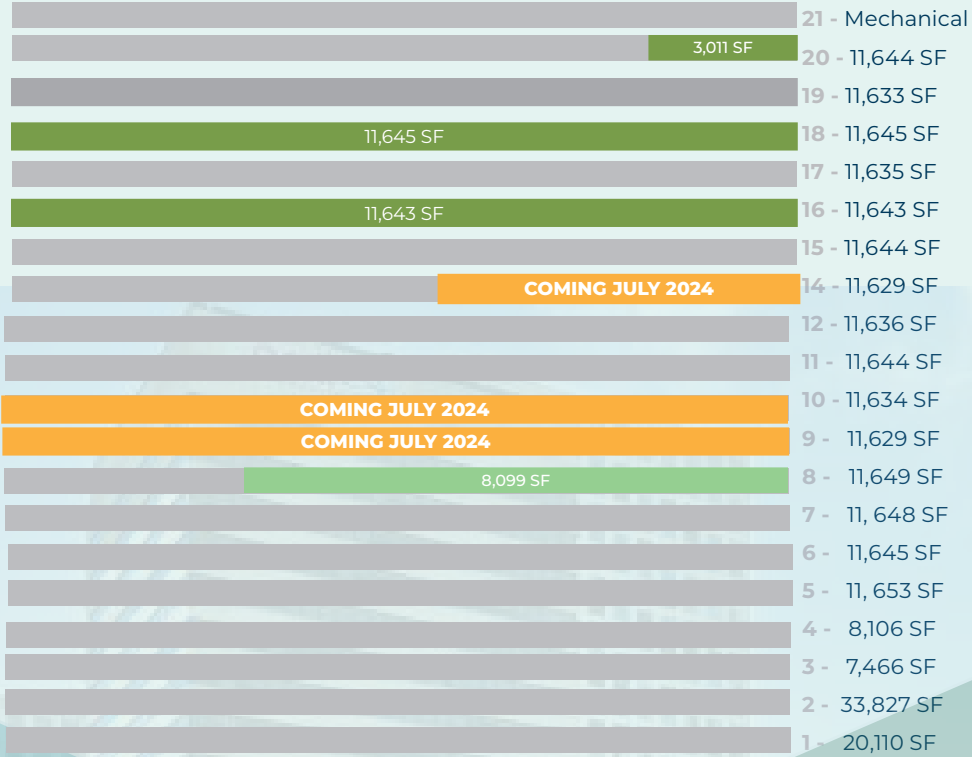 21 - Mechanical
3,011 SF
20 - 11,644 SF
19 - 11,633 SF
11,645 SF
18 - 11,645 SF
17 - 11,635 SF
11,643 SF
16 - 11,643 SF
15 - 11,644 SF
COMING JULY 2024
14 - 11,629 SF
12 - 11,636 SF
11 - 11,644 SF
COMING JULY 2024
10 - 11,634 SF
COMING JULY 2024
9 - 11,629 SF
8,099 SF
8 - 11,649 SF
7 - 11, 648 SF
6 - 11,645 SF
5 - 11, 653 SF
4 - 8,106 SF
3 - 7,466 SF
2 - 33,827 SF
1 - 20,110 SF